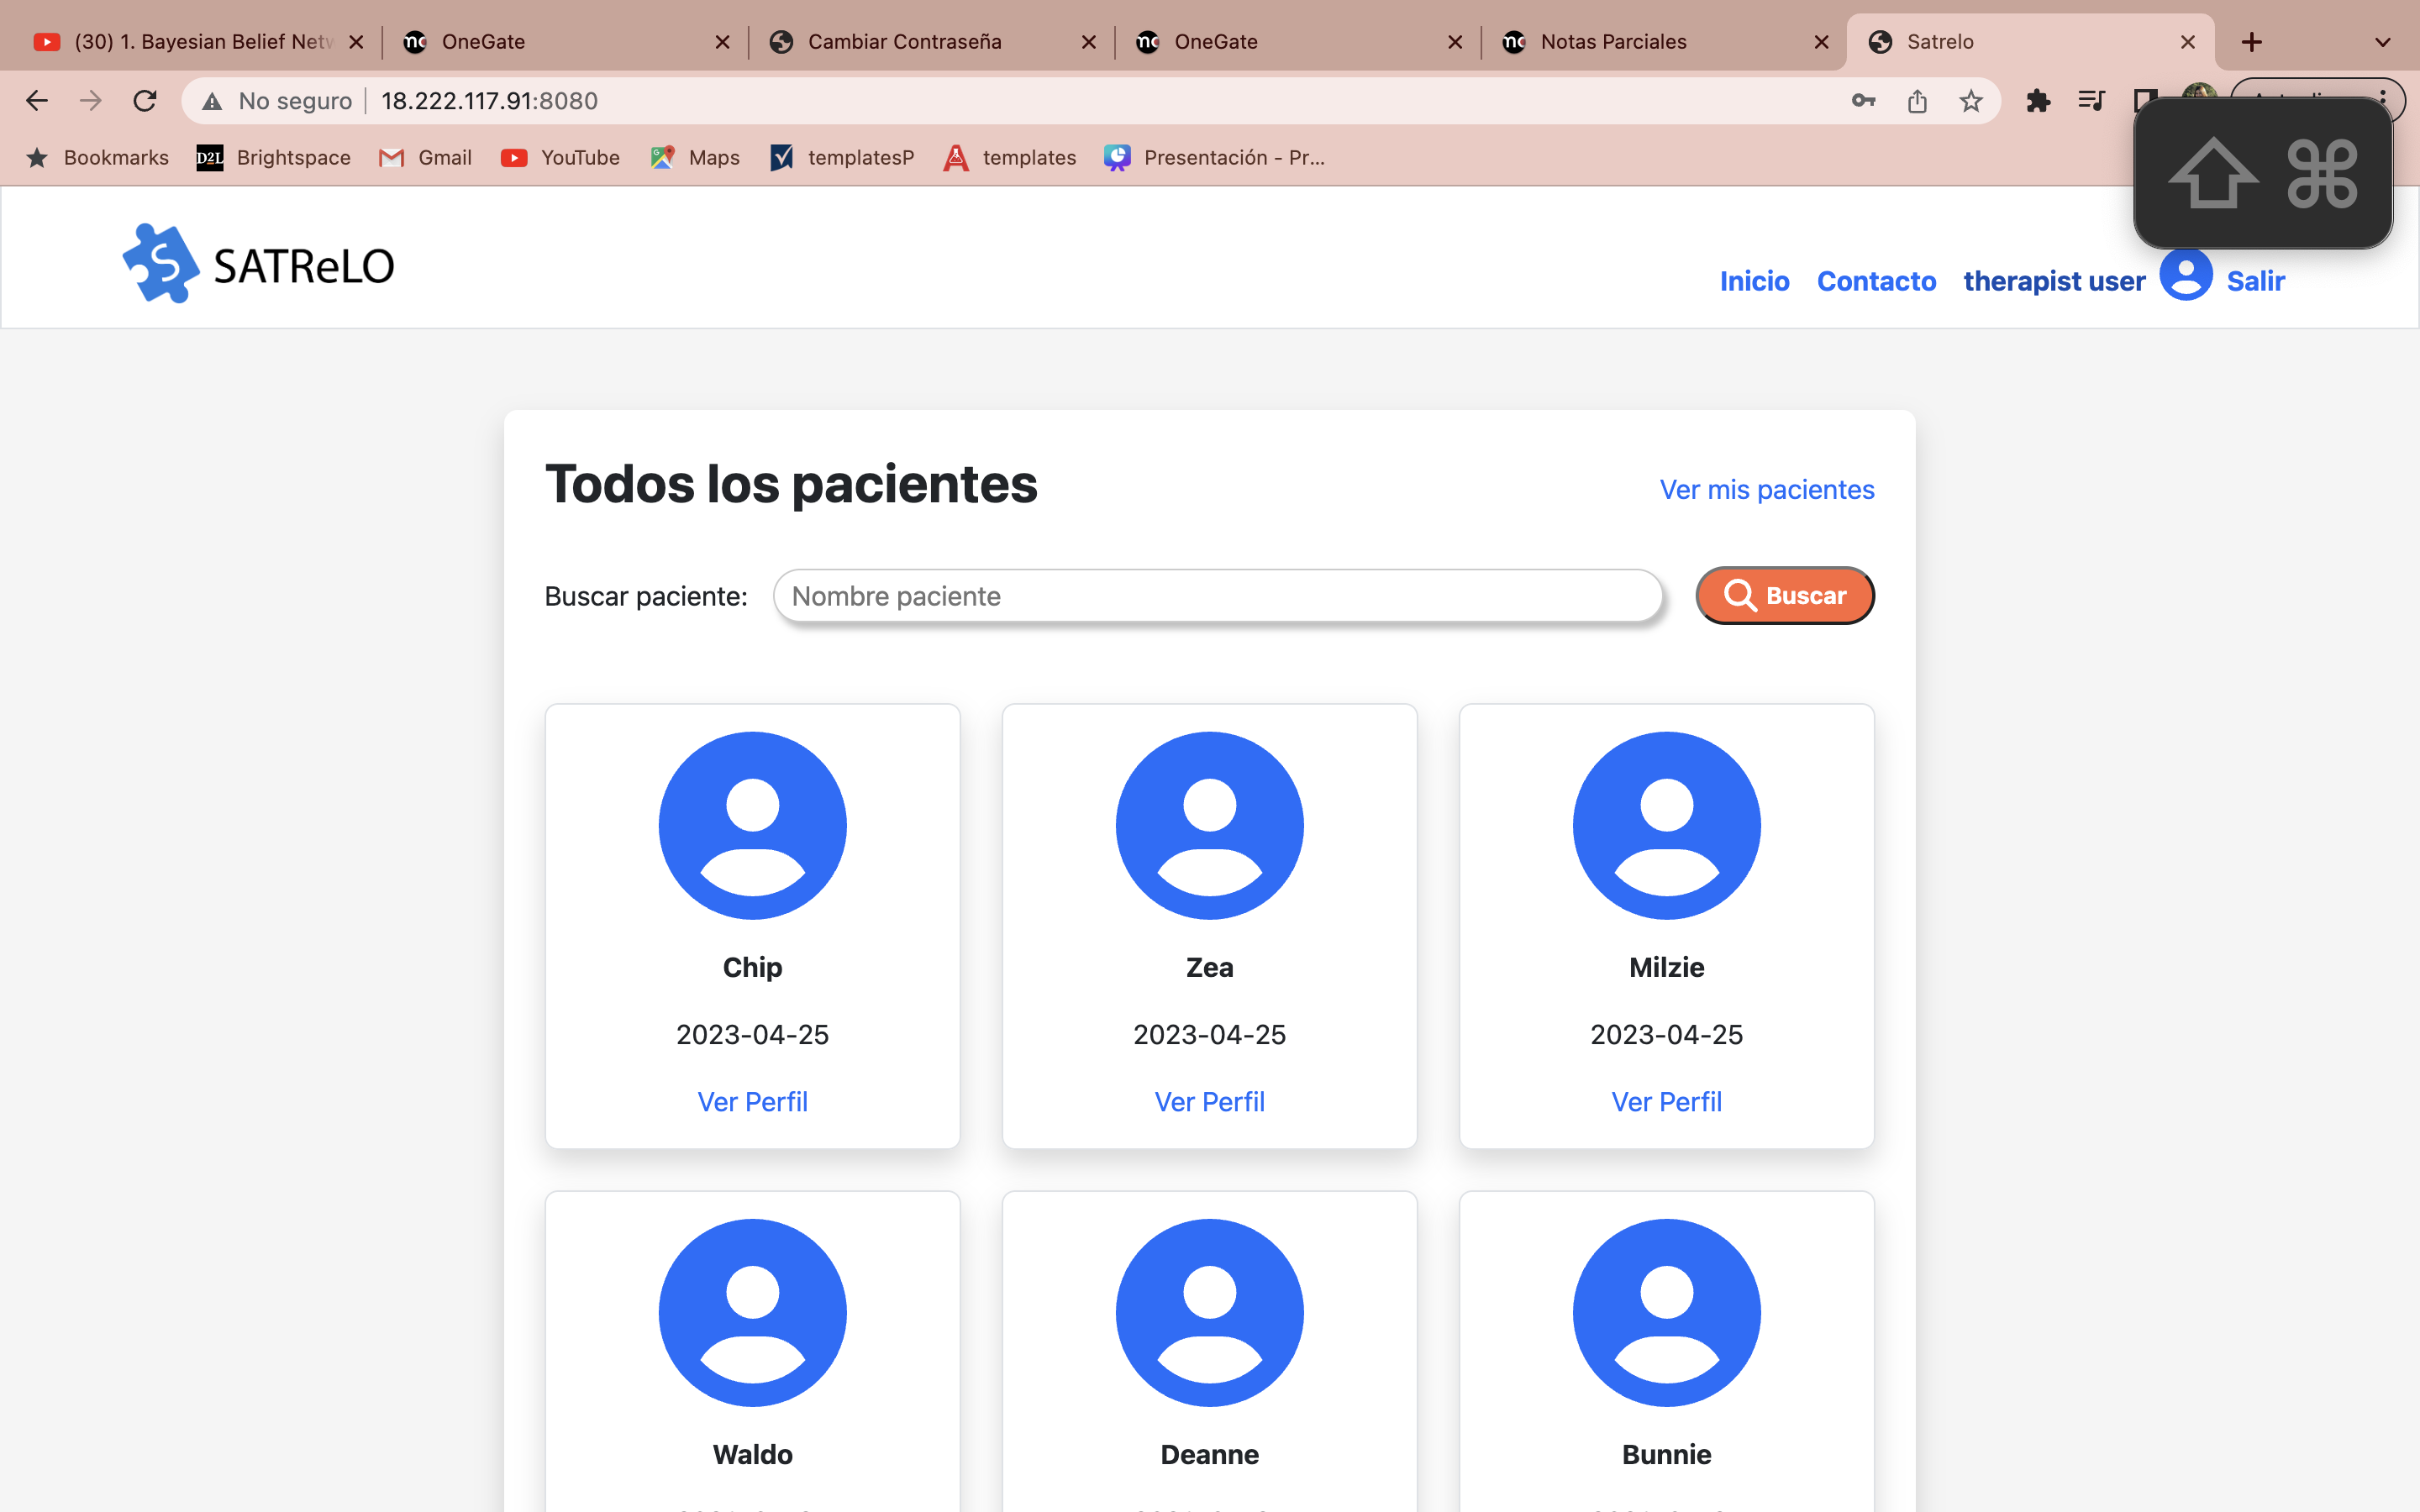 (30) 1. Bayesian Belief Netw
OneGate
Cambiar Contraseña
OneGate
Notas Parciales
Satrelo
No seguro
18.222.117.91:8080
Bookmarks
D2L Brightspace
Gmail
YouTube
Maps
templatesP
templates
Presentación - Pr...
S SATReLO
Inicio
Contacto
therapist user
Salir
Todos los pacientes
Ver mis pacientes
Buscar paciente:
Nombre paciente
Buscar
Chip
Zea
Milzie
2023-04-25
2023-04-25
2023-04-25
Ver Perfil
Ver Perfil
Ver Perfil
Waldo
Deanne
Bunnie